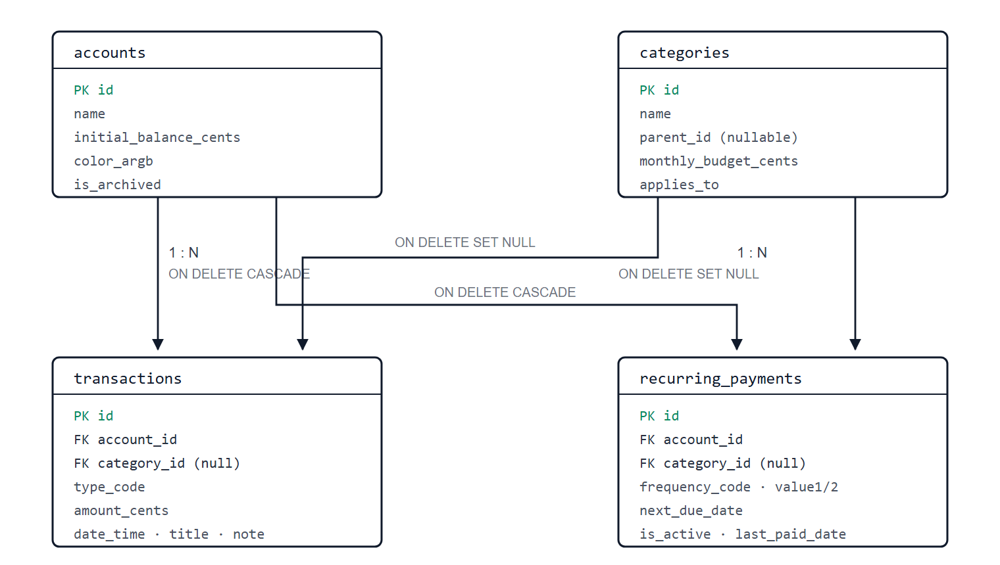 accounts
PK id
name
initial_balance_cents
color_argb
is_archived
categories
PK id
name
parent_id (nullable)
monthly_budget_cents
applies_to
ON DELETE SET NULL
1 : N
ON DELETE CASCADE
1 : N
ON DELETE SET NULL
ON DELETE CASCADE
transactions
PK id
FK account_id
FK category_id (null)
type_code
amount_cents
date_time · title · note
recurring_payments
PK id
FK account_id
FK category_id (null)
frequency_code · value1/2
next_due_date
is_active · last_paid_date